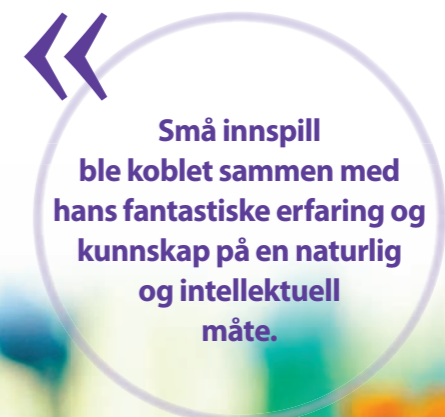 «
Små innspill
ble koblet sammen med
hans fantastiske erfaring og
kunnskap på en naturlig
og intellektuell
måte.